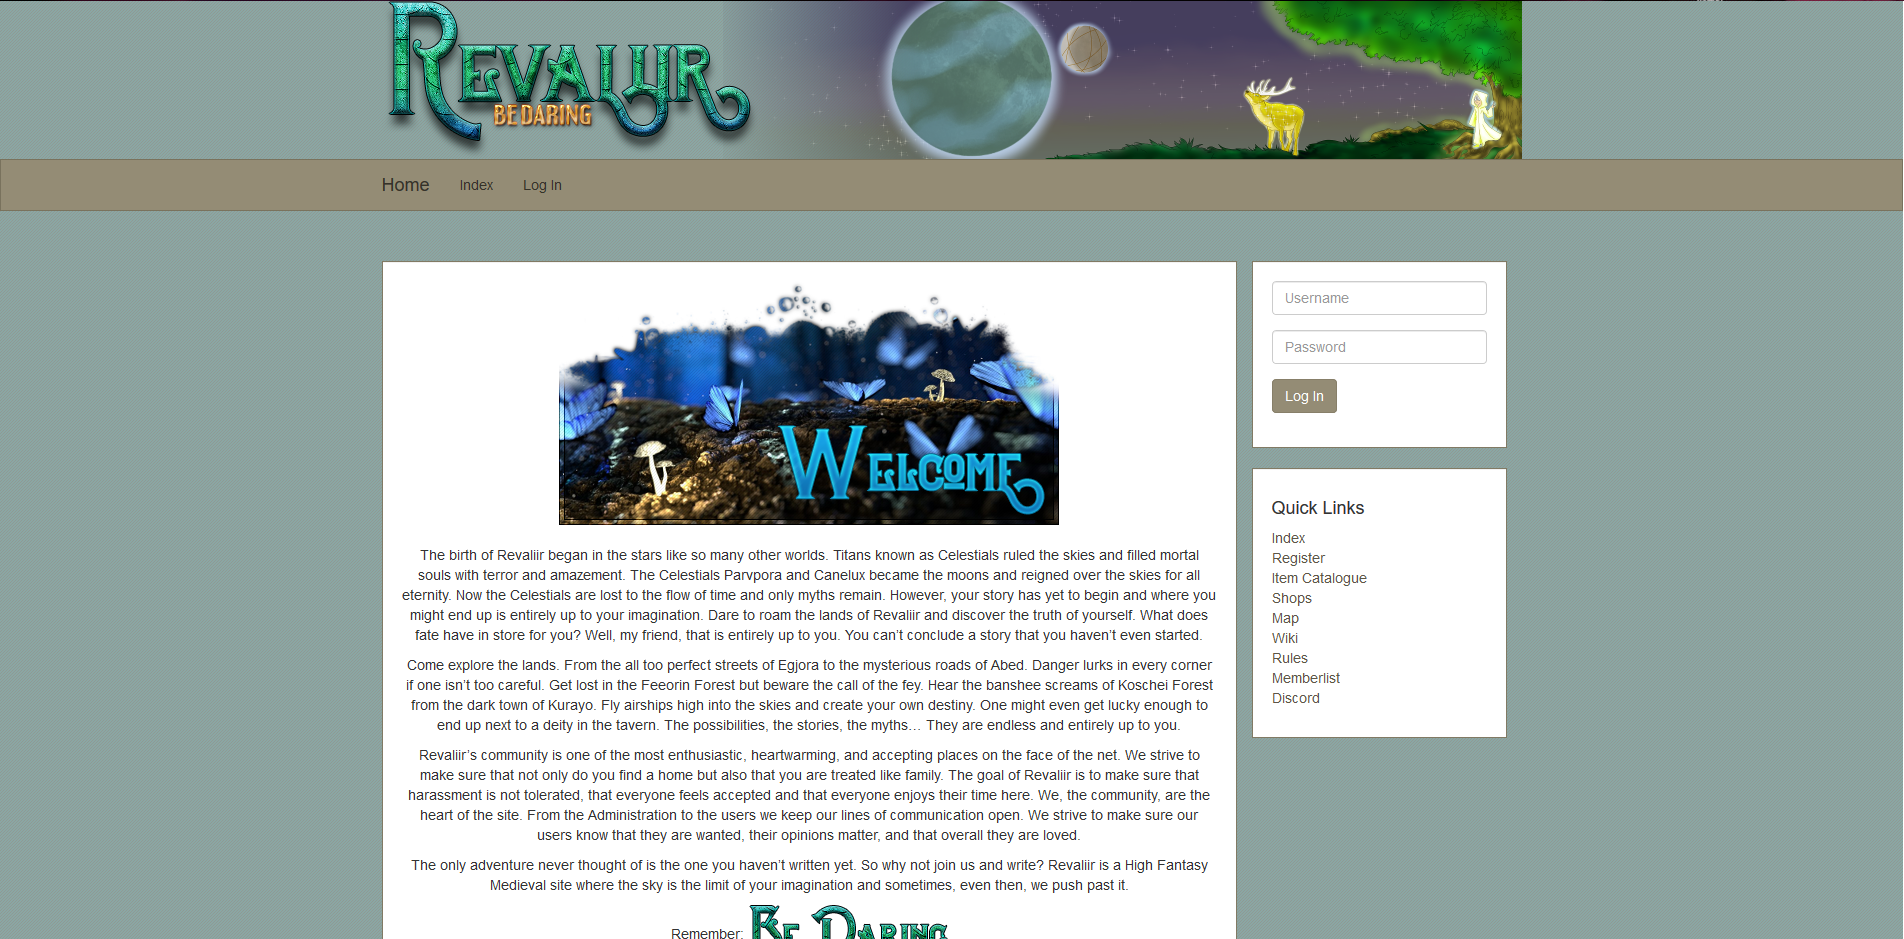 REVALIIR
BE DARING
Home Index Log In
WELCOME
The birth of Revaliir began in the stars like so many other worlds. Titans known as Celestials ruled the skies and filled mortal
souls with terror and amazement. The Celestials Parvpora and Canelux became the moons and reigned over the skies for all
eternity. Now the Celestials are lost to the flow of time and only myths remain. However, your story has yet to begin and where you
might end up is entirely up to your imagination. Dare to roam the lands of Revaliir and discover the truth of yourself. What does
fate have in store for you? Well, my friend, that is entirely up to you. You can’t conclude a story that you haven’t even started.
Come explore the lands. From the all too perfect streets of Egjora to the mysterious roads of Abed. Danger lurks in every corner
if one isn’t too careful. Get lost in the Feeorin Forest but beware the call of the fey. Hear the banshee screams of Koschei Forest
from the dark town of Kurayo. Fly airships high into the skies and create your own destiny. One might even get lucky enough to
end up next to a deity in the tavern. The possibilities, the stories, the myths… They are endless and entirely up to you.
Revaliir’s community is one of the most enthusiastic, heartwarming, and accepting places on the face of the net. We strive to
make sure that not only do you find a home but also that you are treated like family. The goal of Revaliir is to make sure that
harassment is not tolerated, that everyone feels accepted and that everyone enjoys their time here. We, the community, are the
heart of the site. From the Administration to the users we keep our lines of communication open. We strive to make sure our
users know that they are wanted, their opinions matter, and that overall they are loved.
The only adventure never thought of is the one you haven’t written yet. So why not join us and write? Revaliir is a High Fantasy
Medieval site where the sky is the limit of your imagination and sometimes, even then, we push past it.
Remember: BE DARING
Username
Password
Log In
Quick Links
Index
Register
Item Catalogue
Shops
Map
Wiki
Rules
Memberlist
Discord